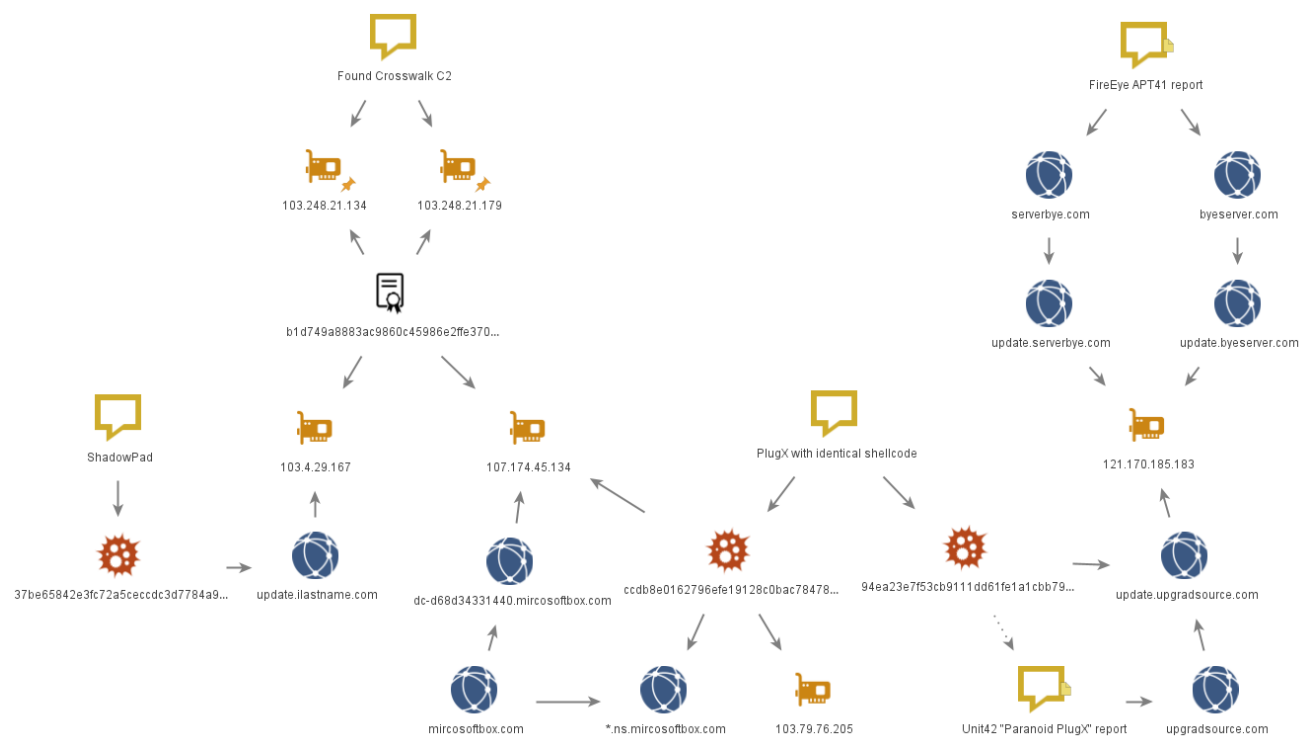 Found Crosswalk C2
FireEye APT41 report
103.248.21.134
103.248.21.179
serverbye.com
byeserver.com
b1d749a8883ac9860c45986e2ffe370...
update.serverbye.com
update.byeserver.com
ShadowPad
103.4.29.167
107.174.45.134
PlugX with identical shellcode
121.170.185.183
37be65842e3fc72a5ceccdc3d7784a9...
update.ilastname.com
dc-d68d34331440.mircosoftbox.com
ccdb8e0162796efe19128c0bac78478...
94ea23e7f53cb9111dd61fe1a1cbb79...
update.upgradsource.com
mircosoftbox.com
*.ns.mircosoftbox.com
103.79.76.205
Unit42 "Paranoid PlugX" report
upgradsource.com